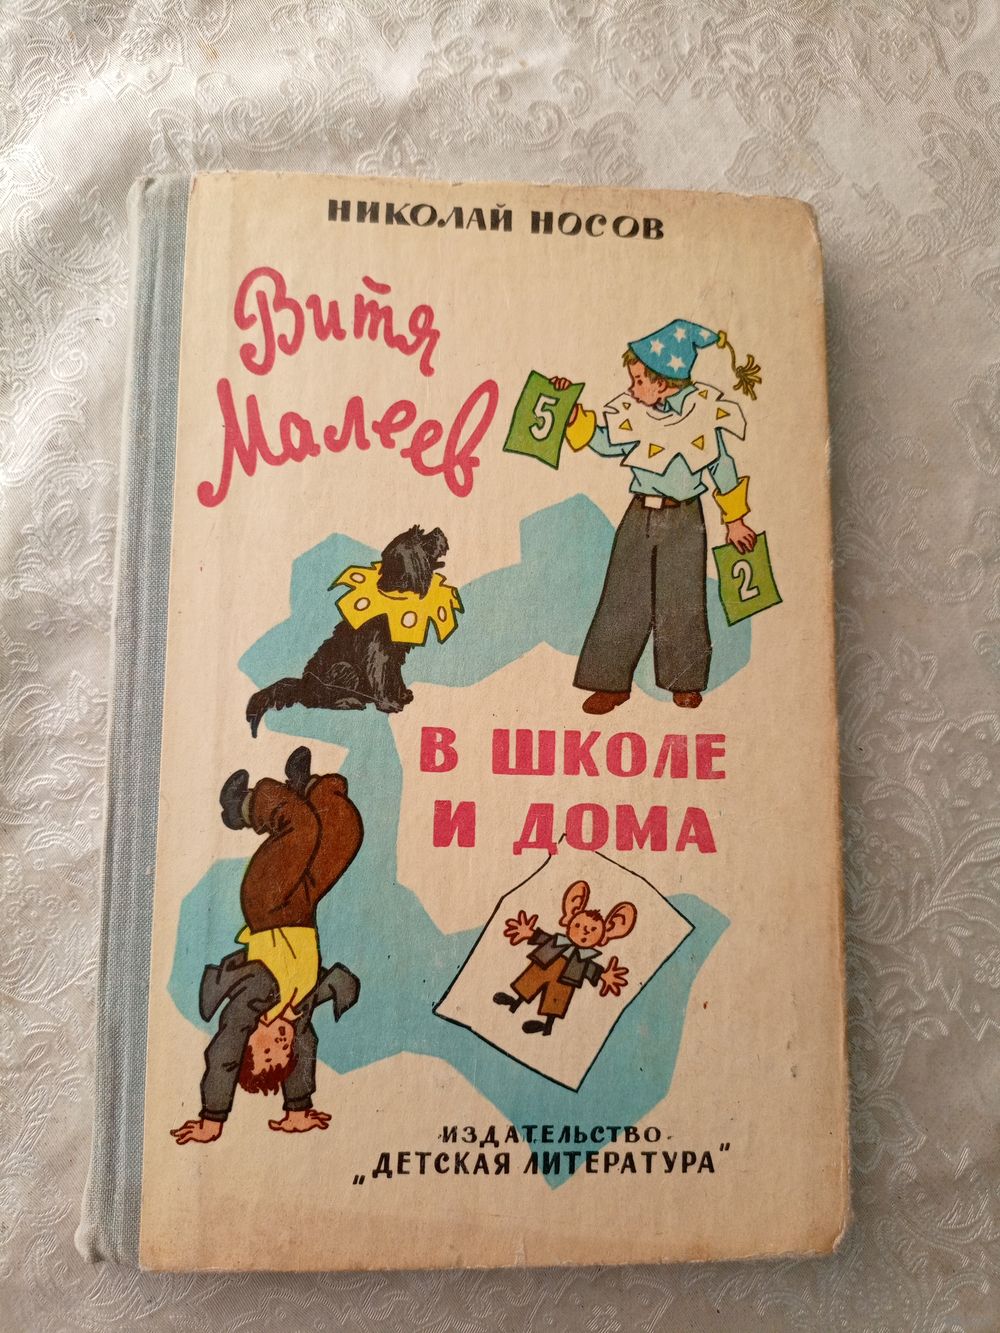 НИКОЛАЙ НОСОВ
Витя
Малеев
5
2
В ШКОЛЕ
И ДОМА
ИЗДАТЕЛЬСТВО
„ДЕТСКАЯ ЛИТЕРАТУРА"